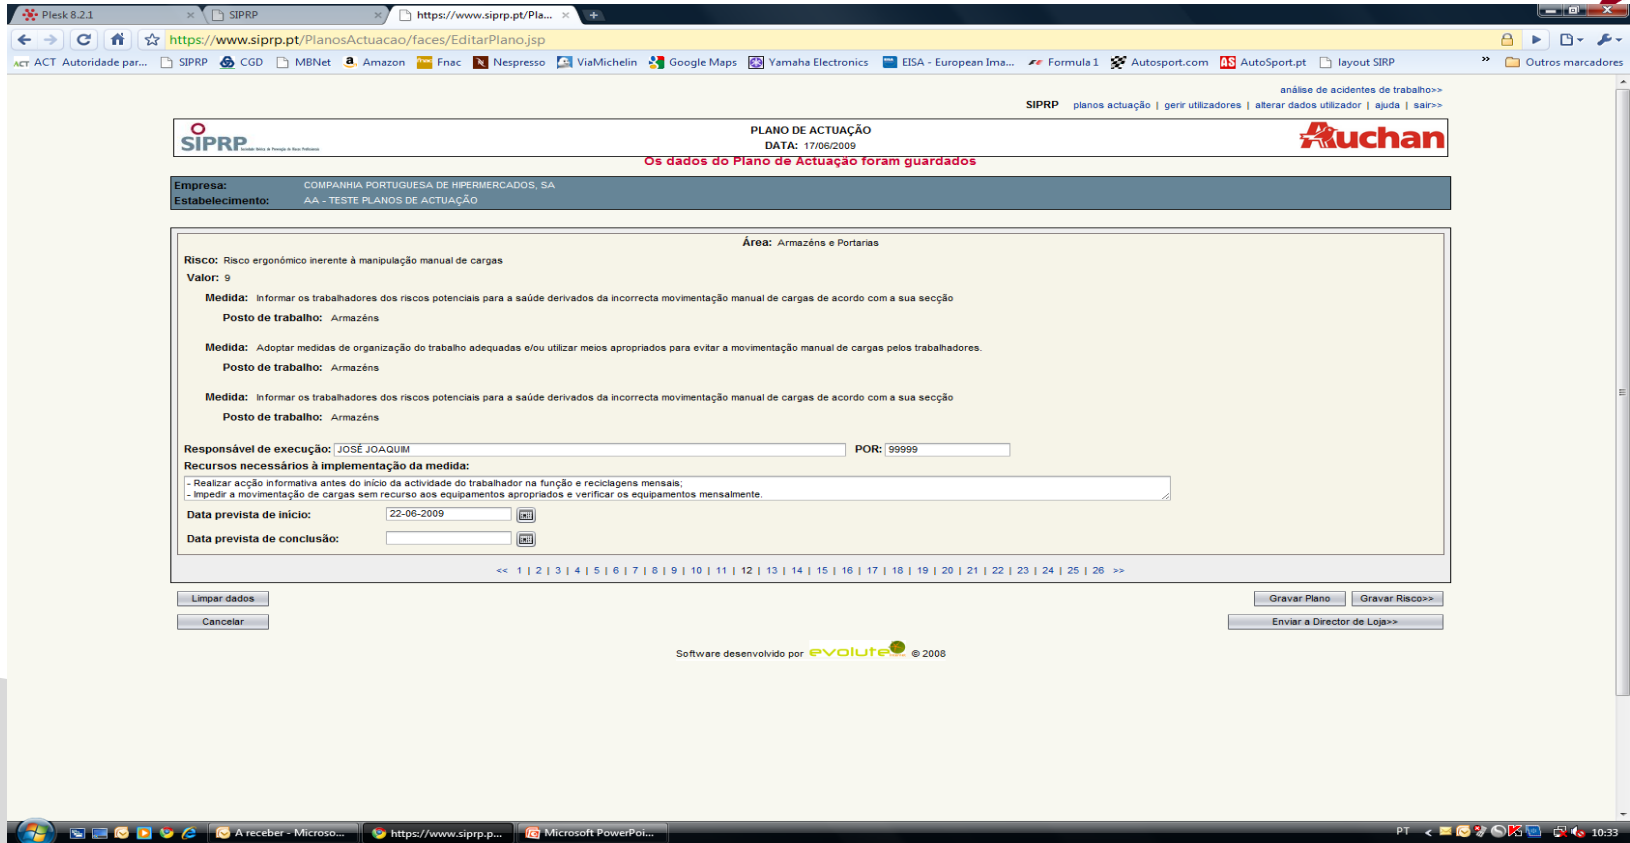 Plesk 8.2.1
SIPRP
https://www.siprp.pt/Pla...
https://www.siprp.pt/PlanosActuacao/faces/EditarPlano.jsp
ACT ACT Autoridade par... SIPRP CGD MBNet Amazon Fnac Nespresso ViaMichelin Google Maps Yamaha Electronics EISA - European Ima... Formula 1 Autosport.com AutoSport.pt layout SIRP » Outros marcadores
análise de acidentes de trabalho>>
SIPRP planos actuação | gerir utilizadores | alterar dados utilizador | ajuda | sair>>
SIPRP
PLANO DE ACTUAÇÃO
DATA: 17/06/2009
Auchan
Os dados do Plano de Actuação foram guardados
Empresa: COMPANHIA PORTUGUESA DE HIPERMERCADOS, SA
Estabelecimento: AA - TESTE PLANOS DE ACTUAÇÃO
Área: Armazéns e Portarias
Risco: Risco ergonómico inerente à manipulação manual de cargas
Valor: 9
Medida: Informar os trabalhadores dos riscos potenciais para a saúde derivados da incorrecta movimentação manual de cargas de acordo com a sua secção
Posto de trabalho: Armazéns
Medida: Adoptar medidas de organização do trabalho adequadas e/ou utilizar meios apropriados para evitar a movimentação manual de cargas pelos trabalhadores.
Posto de trabalho: Armazéns
Medida: Informar os trabalhadores dos riscos potenciais para a saúde derivados da incorrecta movimentação manual de cargas de acordo com a sua secção
Posto de trabalho: Armazéns
Responsável de execução: JOSÉ JOAQUIM POR: 99999
Recursos necessários à implementação da medida:
- Realizar acção informativa antes do início da actividade do trabalhador na função e reciclagens mensais;
- Impedir a movimentação de cargas sem recurso aos equipamentos apropriados e verificar os equipamentos mensalmente.
Data prevista de início: 22-06-2009
Data prevista de conclusão:
<< 1 | 2 | 3 | 4 | 5 | 6 | 7 | 8 | 9 | 10 | 11 | 12 | 13 | 14 | 15 | 16 | 17 | 18 | 19 | 20 | 21 | 22 | 23 | 24 | 25 | 26 >>
Limpar dados Gravar Plano Gravar Risco>>
Cancelar Enviar a Director de Loja>>
Software desenvolvido por evolute © 2008
A receber - Microso... https://www.siprp.p... Microsoft PowerPoi... PT 10:33